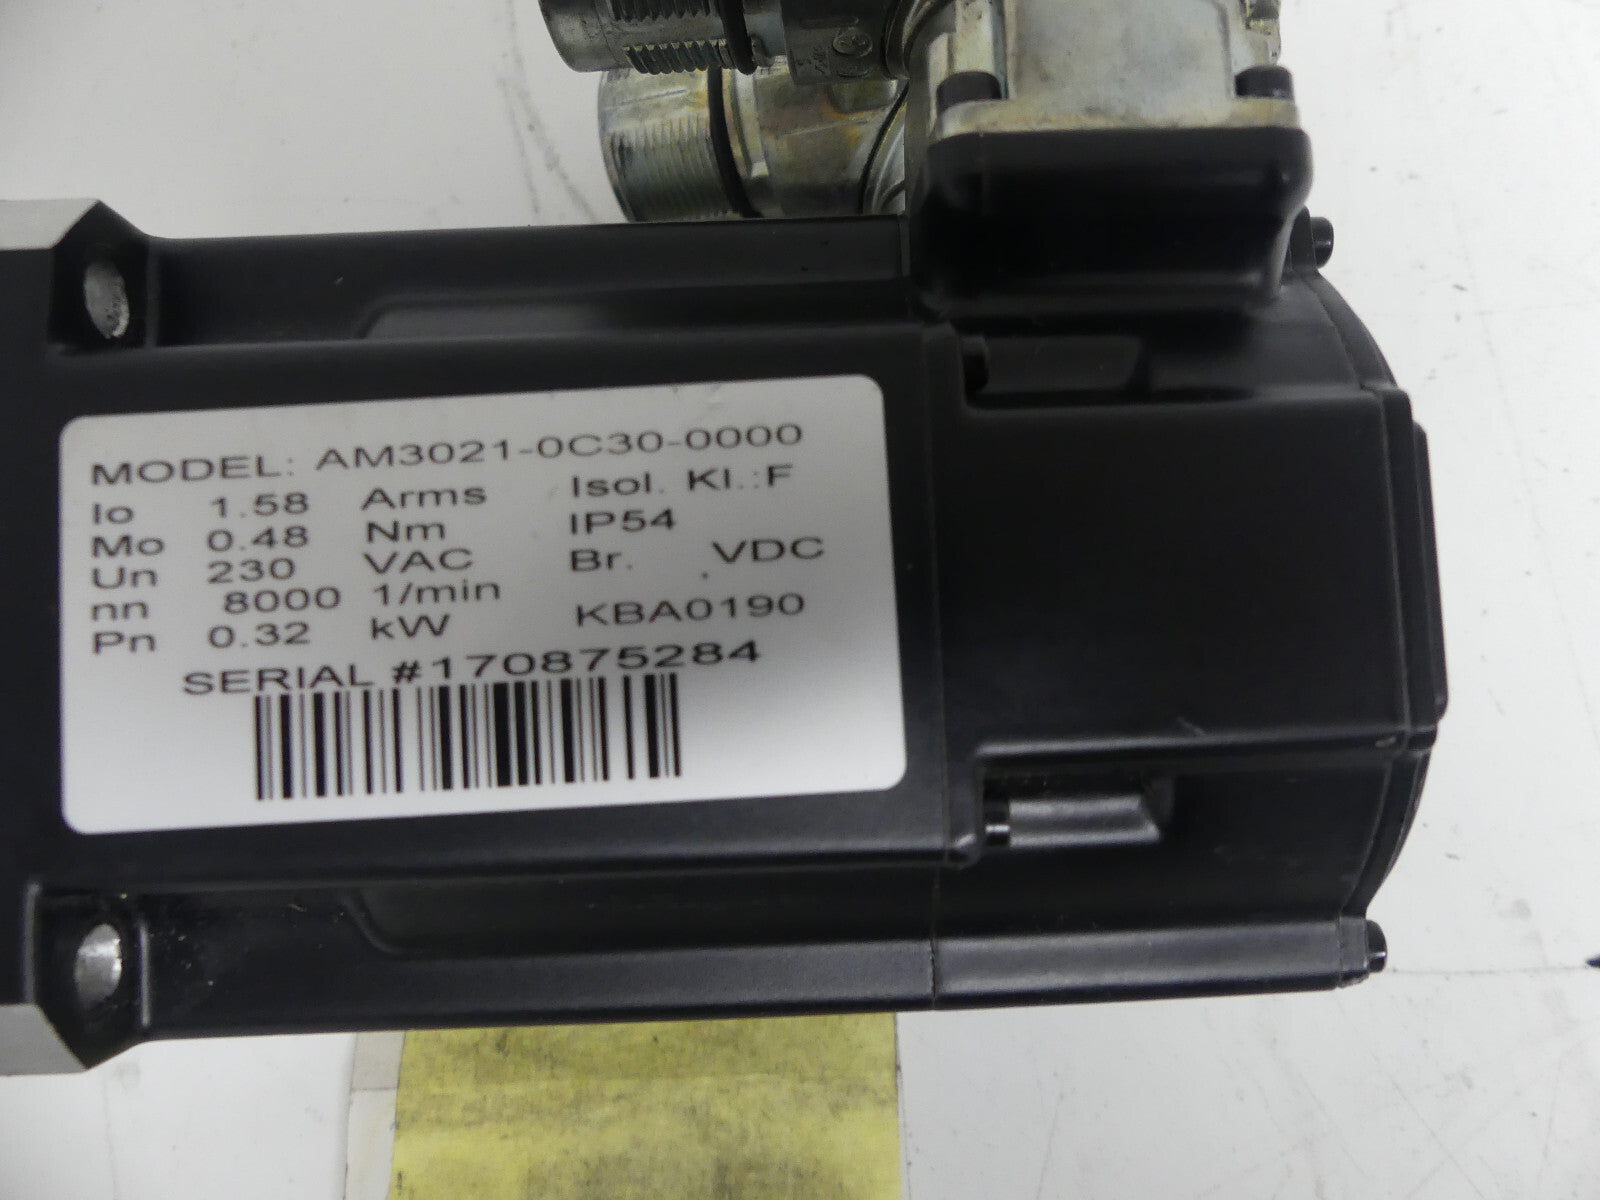 MODEL: AM3021-0C30-0000
Io 1.58 Arms Isol. Kl.:F
Mo 0.48 Nm IP54
Un 230 VAC Br. . VDC
nn 8000 1/min
Pn 0.32 kW KBA0190
SERIAL #170875284